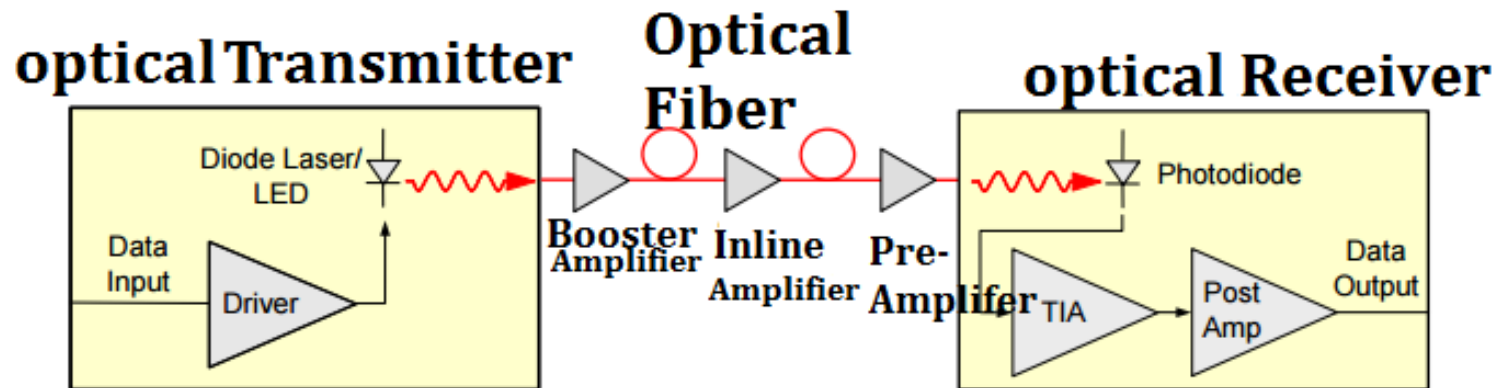 optical Transmitter
Optical
Fiber
optical Receiver
Diode Laser/
LED
Data
Input
Driver
Booster
Amplifier
Inline
Amplifier
Pre-
Amplifer
Photodiode
TIA
Post
Amp
Data
Output